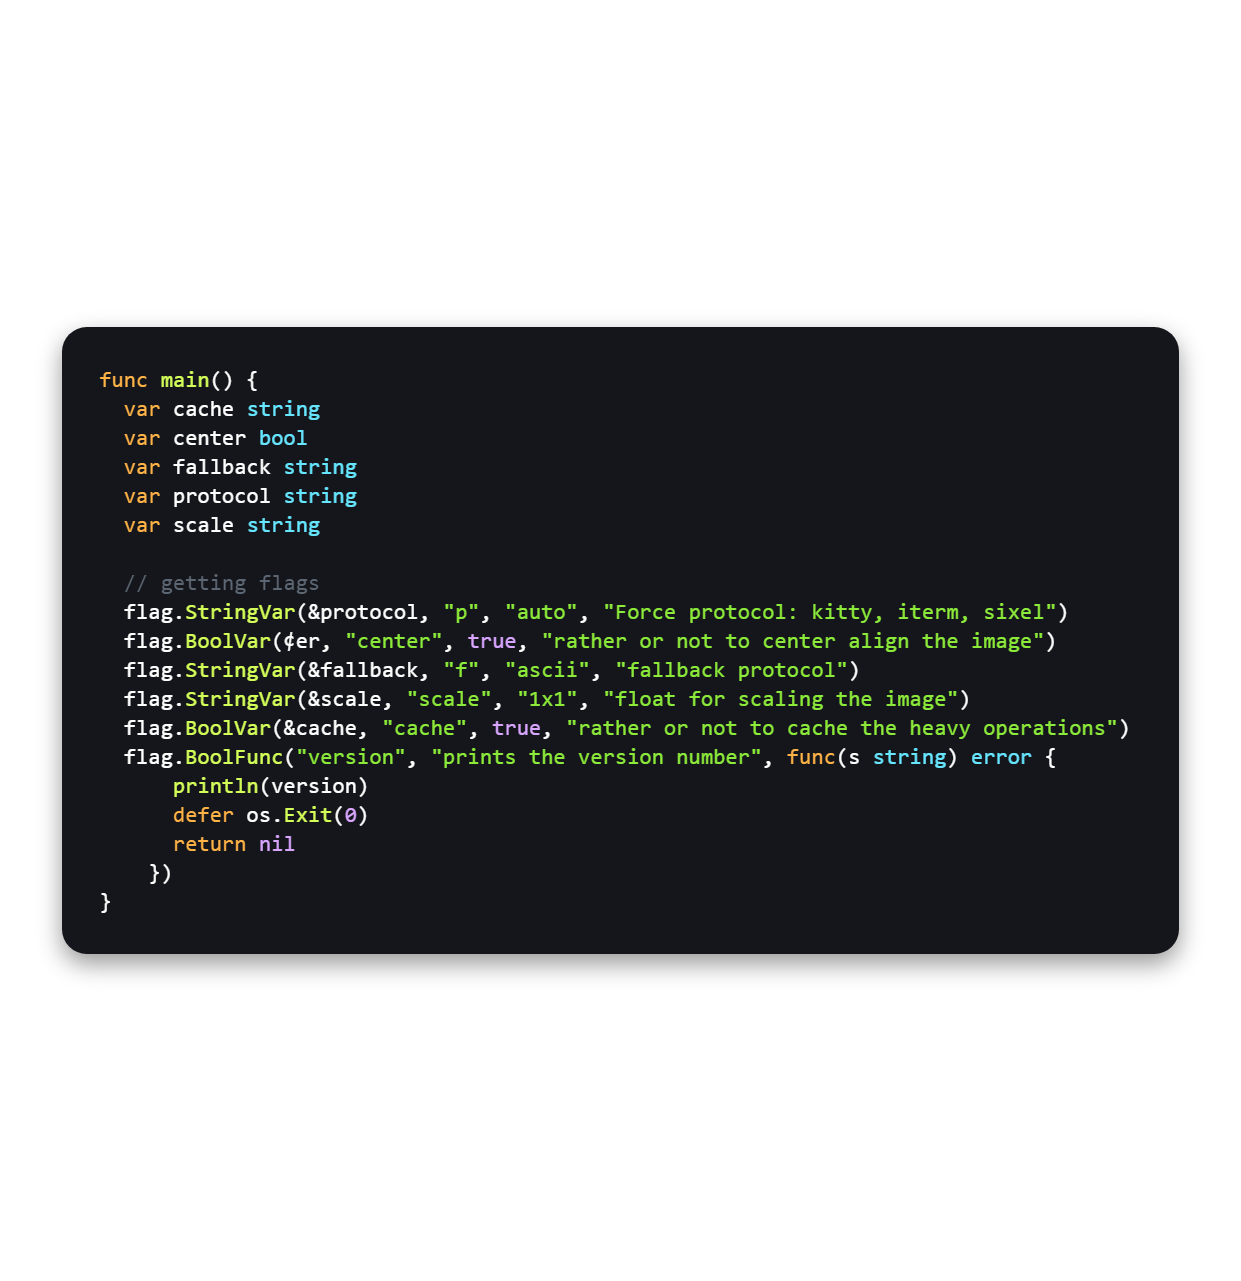 func main() {
  var cache string
  var center bool
  var fallback string
  var protocol string
  var scale string

  // getting flags
  flag.StringVar(&protocol, "p", "auto", "Force protocol: kitty, iterm, sixel")
  flag.BoolVar(¢er, "center", true, "rather or not to center align the image")
  flag.StringVar(&fallback, "f", "ascii", "fallback protocol")
  flag.StringVar(&scale, "scale", "1x1", "float for scaling the image")
  flag.BoolVar(&cache, "cache", true, "rather or not to cache the heavy operations")
  flag.BoolFunc("version", "prints the version number", func(s string) error {
      println(version)
      defer os.Exit(0)
      return nil
    })
}